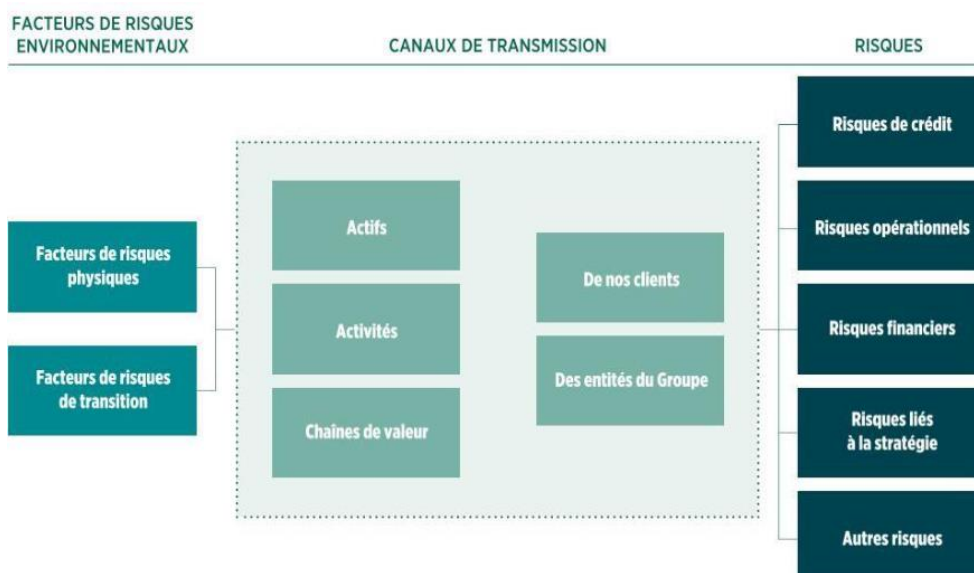 FACTEURS DE RISQUES
ENVIRONNEMENTAUX
CANAUX DE TRANSMISSION
RISQUES
Facteurs de risques
physiques
Facteurs de risques
de transition
Actifs
Activités
Chaînes de valeur
De nos clients
Des entités du Groupe
Risques de crédit
Risques opérationnels
Risques financiers
Risques liés
à la stratégie
Autres risques